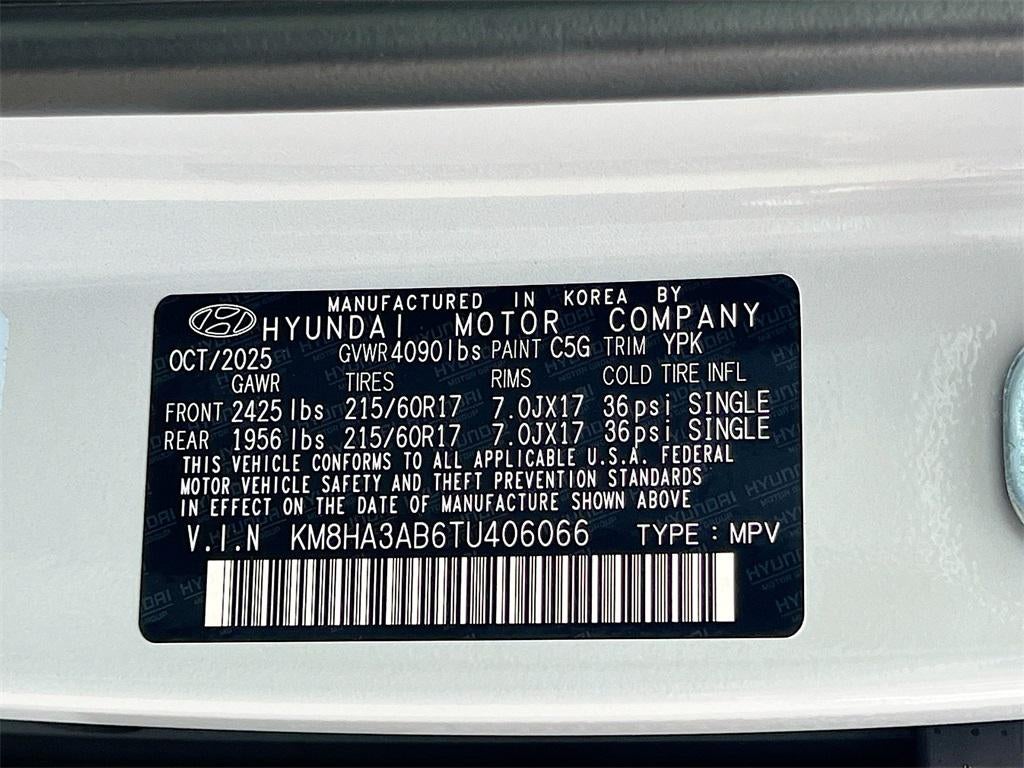 MANUFACTURED IN KOREA BY
HYUNDAI MOTOR COMPANY
OCT/2025 GVWR 4090lbs PAINT C5G TRIM YPK
GAWR TIRES RIMS COLD TIRE INFL
FRONT 2425 lbs 215/60R17 7.0JX17 36psi SINGLE
REAR 1956 lbs 215/60R17 7.0JX17 36psi SINGLE
THIS VEHICLE CONFORMS TO ALL APPLICABLE U.S.A. FEDERAL
MOTOR VEHICLE SAFETY AND THEFT PREVENTION STANDARDS
IN EFFECT ON THE DATE OF MANUFACTURE SHOWN ABOVE
V.I.N KM8HA3AB6TU406066 TYPE : MPV